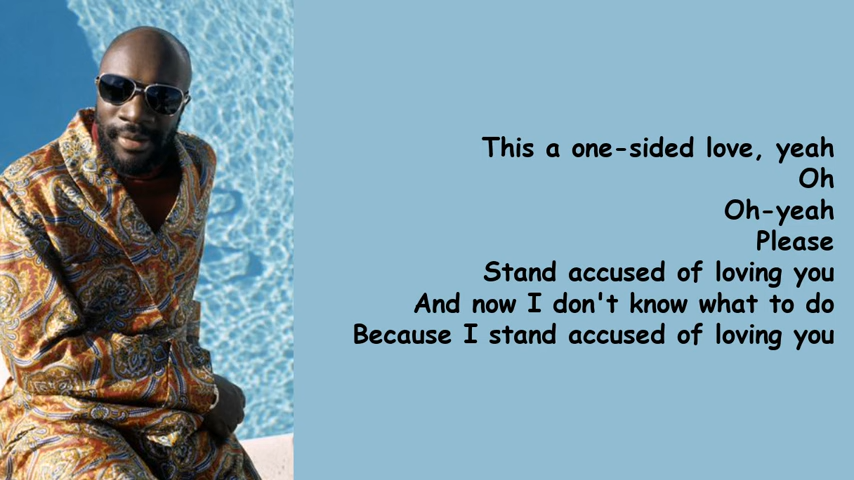 This a one-sided love, yeah
Oh
Oh-yeah
Please
Stand accused of loving you
And now I don't know what to do
Because I stand accused of loving you